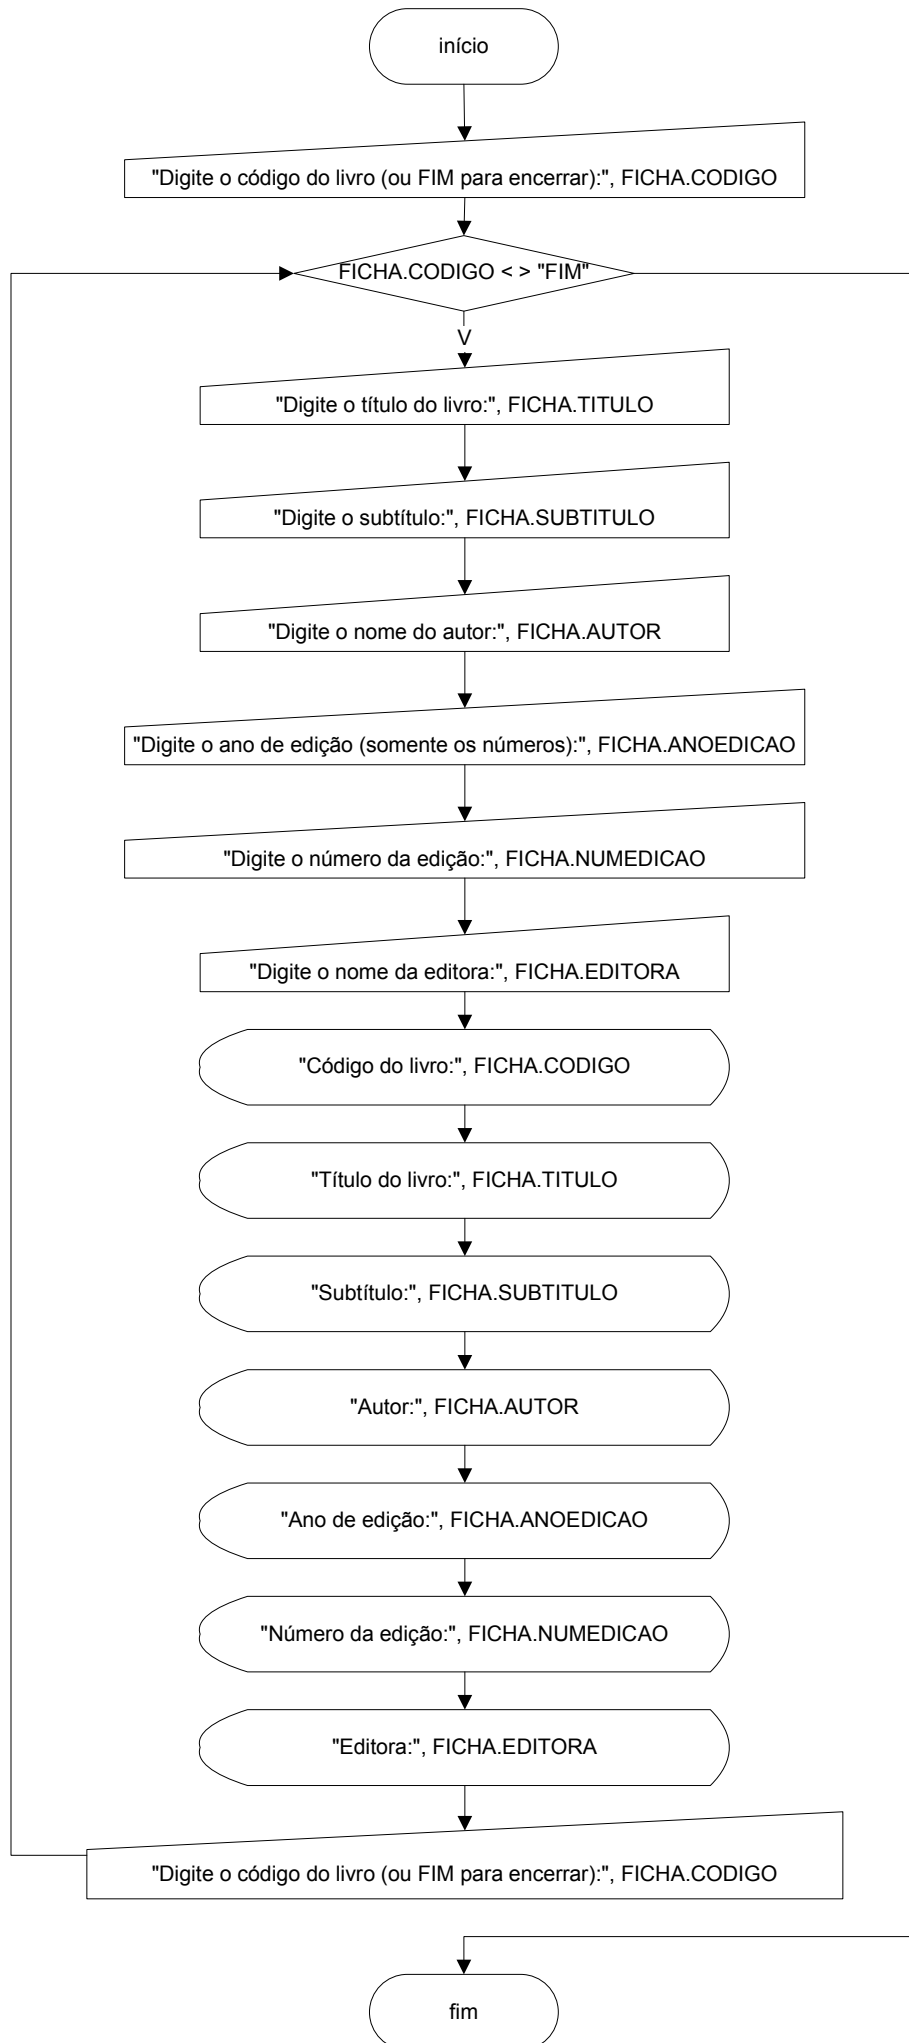 início
"Digite o código do livro (ou FIM para encerrar):", FICHA.CODIGO
FICHA.CODIGO < > "FIM"
V
"Digite o título do livro:", FICHA.TITULO
"Digite o subtítulo:", FICHA.SUBTITULO
"Digite o nome do autor:", FICHA.AUTOR
"Digite o ano de edição (somente os números):", FICHA.ANOEDICAO
"Digite o número da edição:", FICHA.NUMEDICAO
"Digite o nome da editora:", FICHA.EDITORA
"Código do livro:", FICHA.CODIGO
"Título do livro:", FICHA.TITULO
"Subtítulo:", FICHA.SUBTITULO
"Autor:", FICHA.AUTOR
"Ano de edição:", FICHA.ANOEDICAO
"Número da edição:", FICHA.NUMEDICAO
"Editora:", FICHA.EDITORA
"Digite o código do livro (ou FIM para encerrar):", FICHA.CODIGO
fim